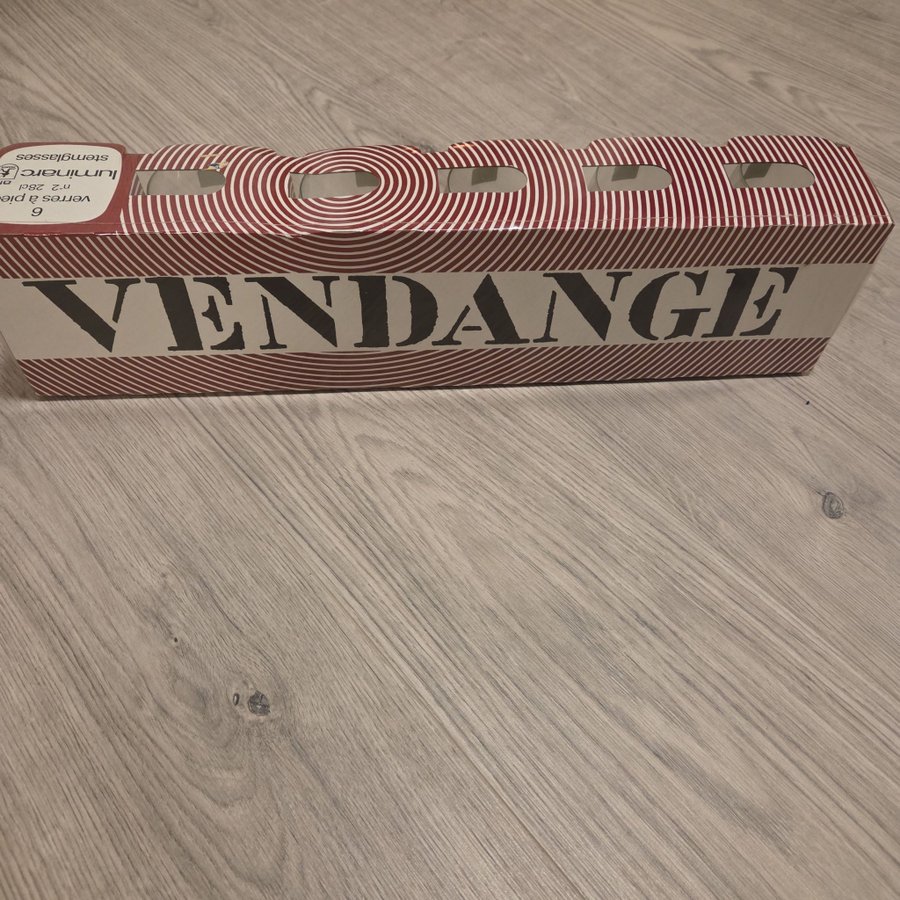 VENDANGE
6
verres à pied
n°2 28cl
luminarc
stemglasses